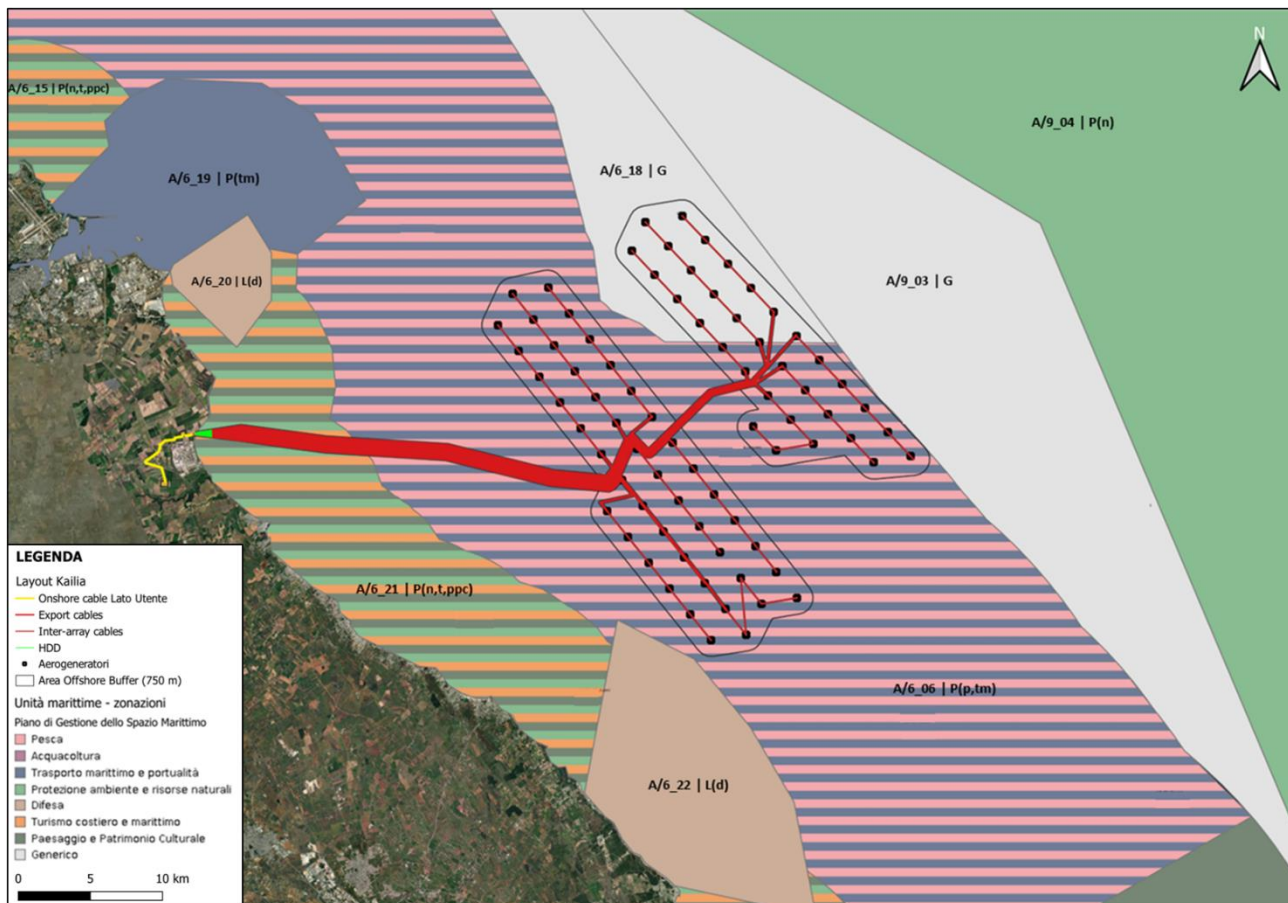 N
A/6_15 | P(n,t,ppc)
A/9_04 | P(n)
A/6_18 | G
A/6_19 | P(tm)
A/6_20 | L(d)
A/9_03 | G
A/6_21 | P(n,t,ppc)
A/6_06 | P(p,tm)
A/6_22 | L(d)
LEGENDA
Layout Kailia
Onshore cable Lato Utente
Export cables
Inter-array cables
HDD
Aerogeneratori
Area Offshore Buffer (750 m)
Unità marittime - zonazioni
Piano di Gestione dello Spazio Marittimo
Pesca
Acquacoltura
Trasporto marittimo e portualità
Protezione ambiente e risorse naturali
Difesa
Turismo costiero e marittimo
Paesaggio e Patrimonio Culturale
Generico
0 5 10 km